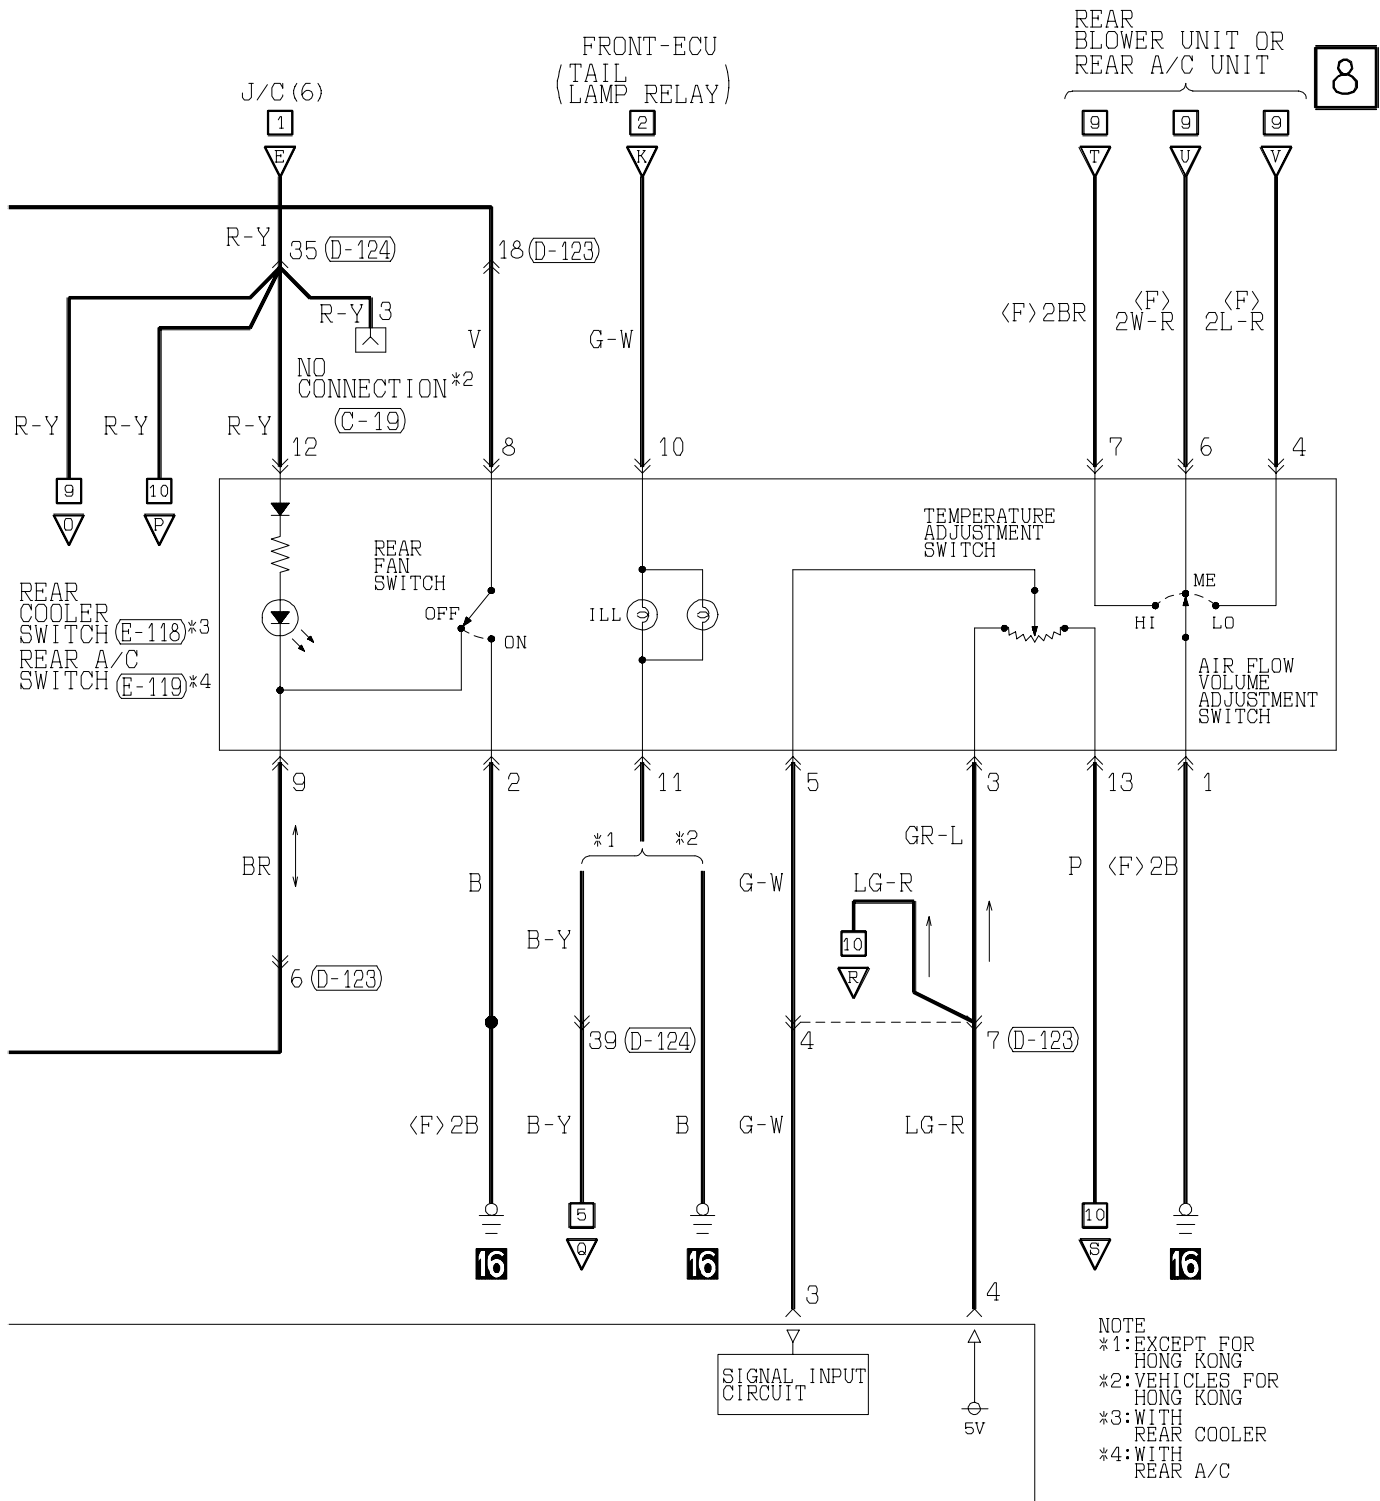 REAR
BLOWER UNIT OR
REAR A/C UNIT
8
FRONT-ECU
(TAIL
LAMP RELAY)
J/C(6)
1
2
9
9
9
E
K
T
U
V
R-Y
35 (D-124)
18 (D-123)
R-Y
3
<F>2BR
<F>
2W-R
<F>
2L-R
V
G-W
NO
CONNECTION*2
(C-19)
R-Y
R-Y
R-Y
12
8
10
7
6
4
9
10
O
P
TEMPERATURE
ADJUSTMENT
SWITCH
REAR
FAN
SWITCH
OFF
ON
ILL
ME
HI
LO
REAR
COOLER
SWITCH (E-118)*3
REAR A/C
SWITCH (E-119)*4
AIR FLOW
VOLUME
ADJUSTMENT
SWITCH
9
2
11
5
3
13
1
*1
*2
GR-L
BR
B
G-W
LG-R
P
<F>2B
B-Y
10
R
6 (D-123)
39 (D-124)
4
7 (D-123)
<F>2B
B-Y
B
G-W
LG-R
5
10
Q
S
16
16
16
3
4
SIGNAL INPUT
CIRCUIT
5V
NOTE
*1:EXCEPT FOR
HONG KONG
*2:VEHICLES FOR
HONG KONG
*3:WITH
REAR COOLER
*4:WITH
REAR A/C